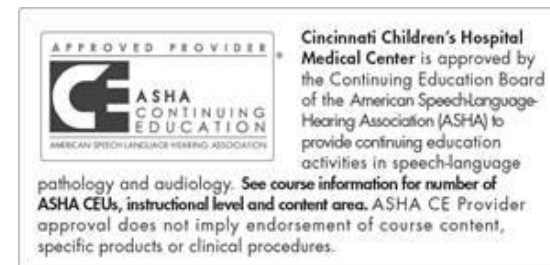 APPROVED PROVIDER
CE
ASHA
CONTINUING
EDUCATION
AMERICAN SPEECH-LANGUAGE-HEARING ASSOCIATION
®
Cincinnati Children's Hospital
Medical Center is approved by
the Continuing Education Board
of the American Speech-Language-
Hearing Association (ASHA) to
provide continuing education
activities in speech-language
pathology and audiology. See course information for number of
ASHA CEUs, instructional level and content area. ASHA CE Provider
approval does not imply endorsement of course content,
specific products or clinical procedures.